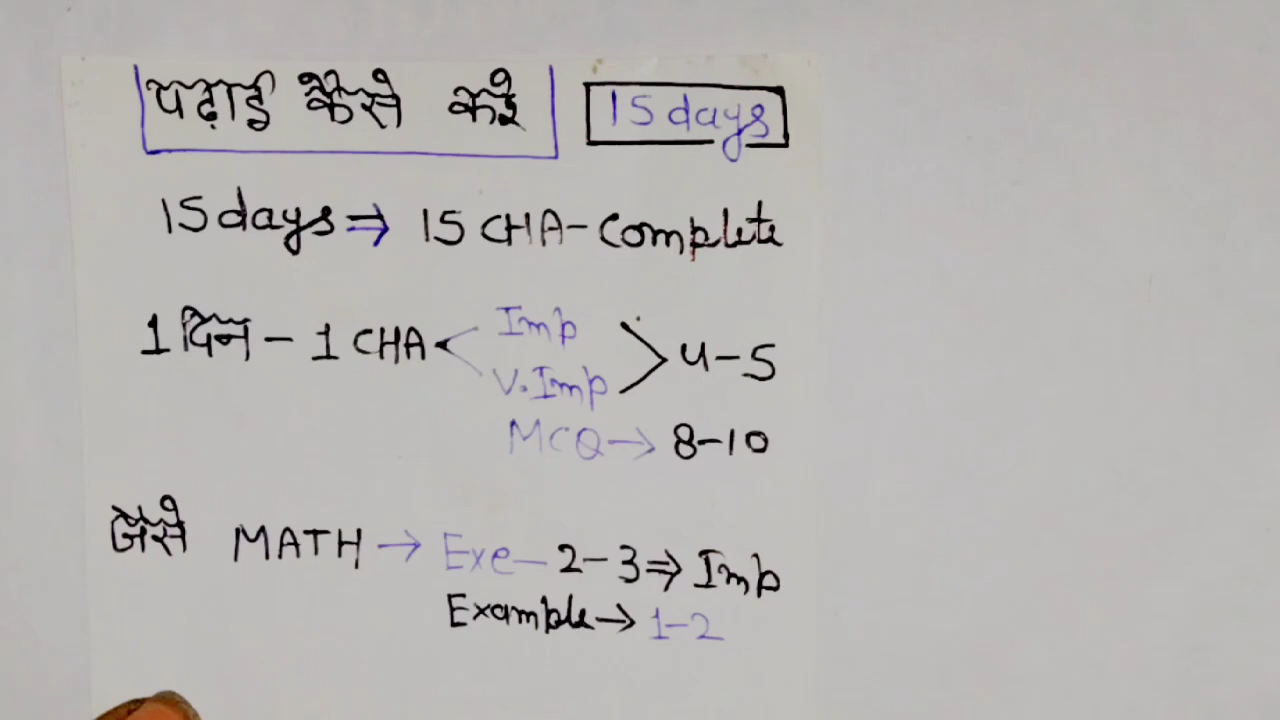 पढ़ाई कैसे करे 15 days
15 days ⇒ 15 CHA - Complete
1 दिन - 1 CHA < Imp
V. Imp > 4-5
MCQ → 8-10
जैसे MATH → Exe - 2-3 ⇒ Imp
Example → 1-2